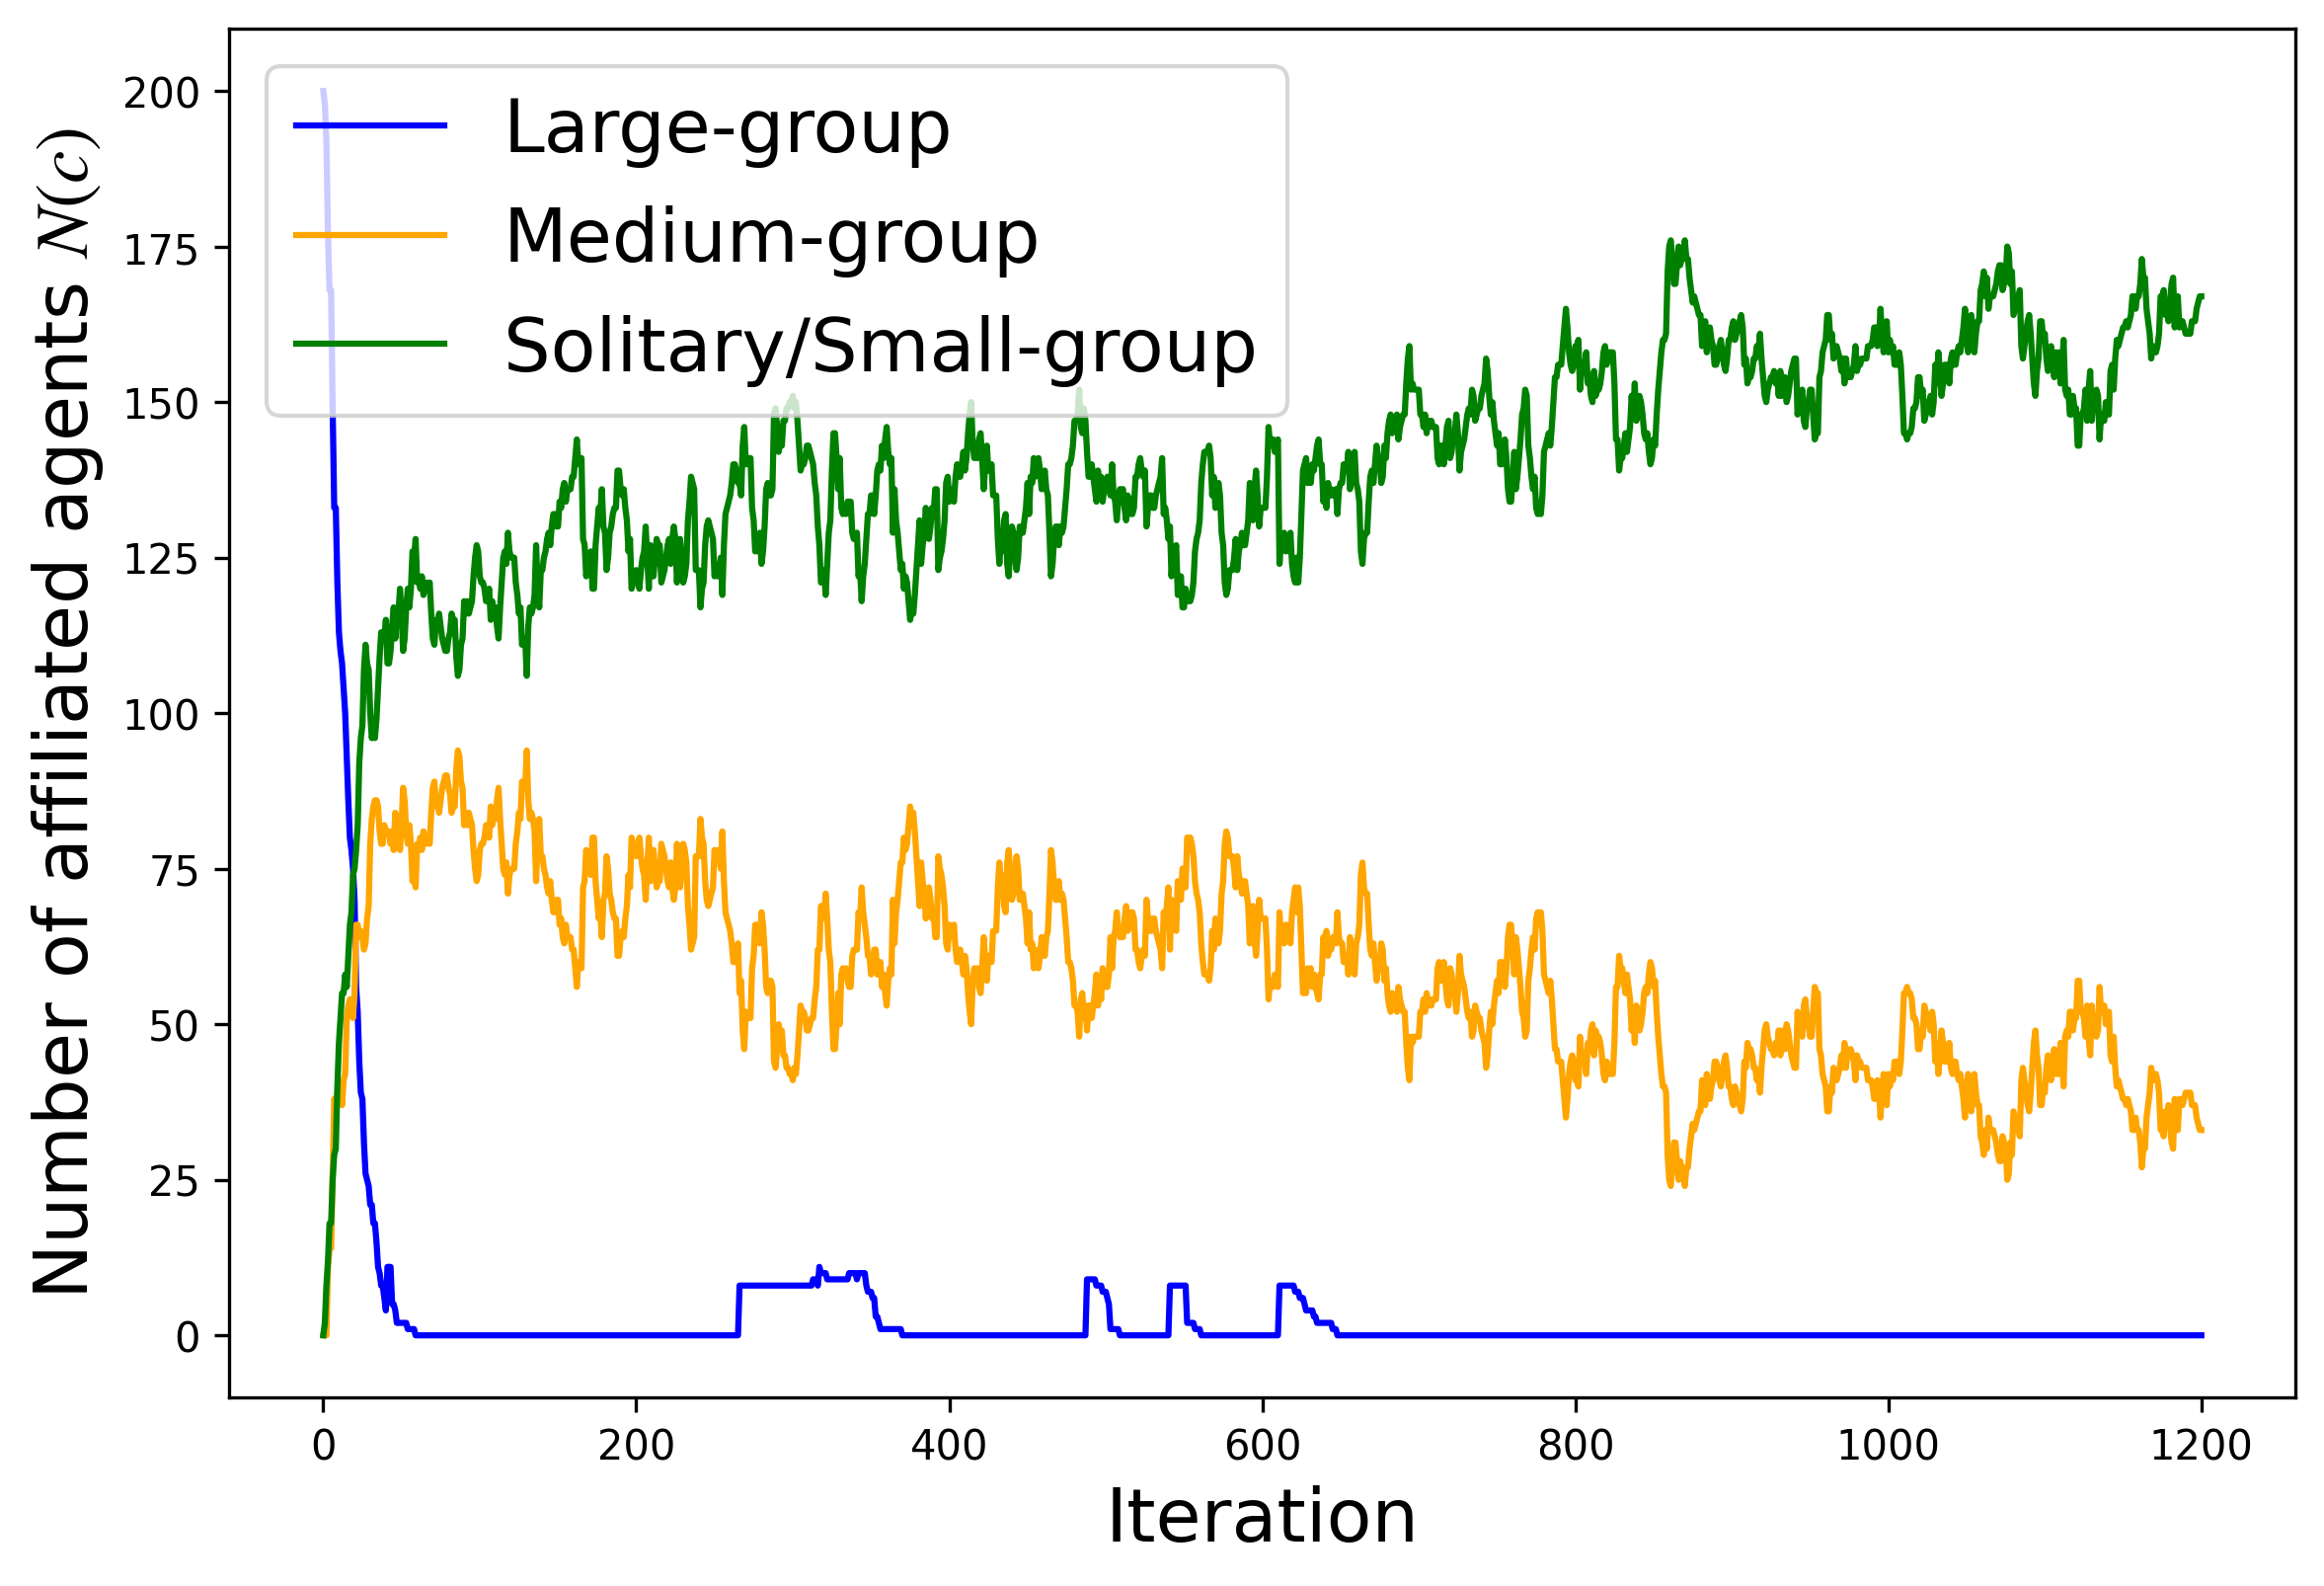 Number of affiliated agents N(c)
200
175
150
125
100
75
50
25
0
Large-group
Medium-group
Solitary/Small-group
0 200 400 600 800 1000 1200
Iteration